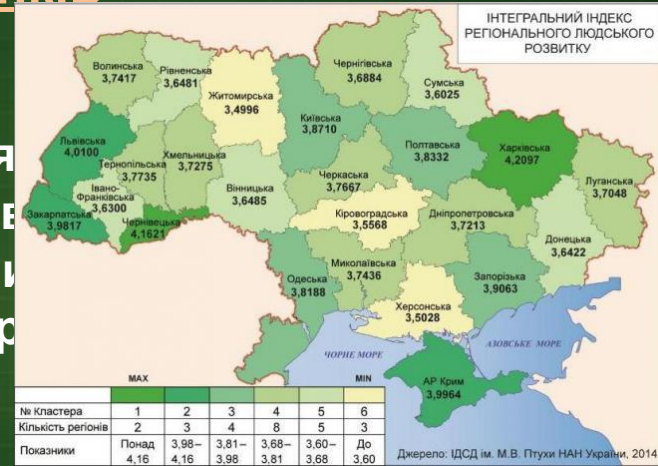 ІНТЕГРАЛЬНИЙ ІНДЕКС
РЕГІОНАЛЬНОГО ЛЮДСЬКОГО
РОЗВИТКУ
Волинська
3,7417
Рівненська
3,6481
Житомирська
3,4996
Чернігівська
3,6884
Сумська
3,6025
Київська
3,8710
Львівська
4,0100
Тернопільська
3,7735
Хмельницька
3,7275
Полтавська
3,8332
Харківська
4,2097
Луганська
3,7048
Івано-
Франківська
3,6300
Вінницька
3,6485
Черкаська
3,7667
Закарпатська
3,9817
Чернівецька
4,1621
Кіровоградська
3,5568
Дніпропетровська
3,7213
Донецька
3,6422
Одеська
3,8188
Миколаївська
3,7436
Запорізька
3,9063
Херсонська
3,5028
ЧОРНЕ МОРЕ
АЗОВСЬКЕ МОРЕ
АР Крим
3,9964
MAX MIN
№ Кластера 1 2 3 4 5 6
Кількість регіонів 2 3 4 8 5 3
Показники Понад 4,16 3,98–4,16 3,81–3,98 3,68–3,81 3,60–3,68 До 3,60
Джерело: ІДСД ім. М.В. Птухи НАН України, 2014